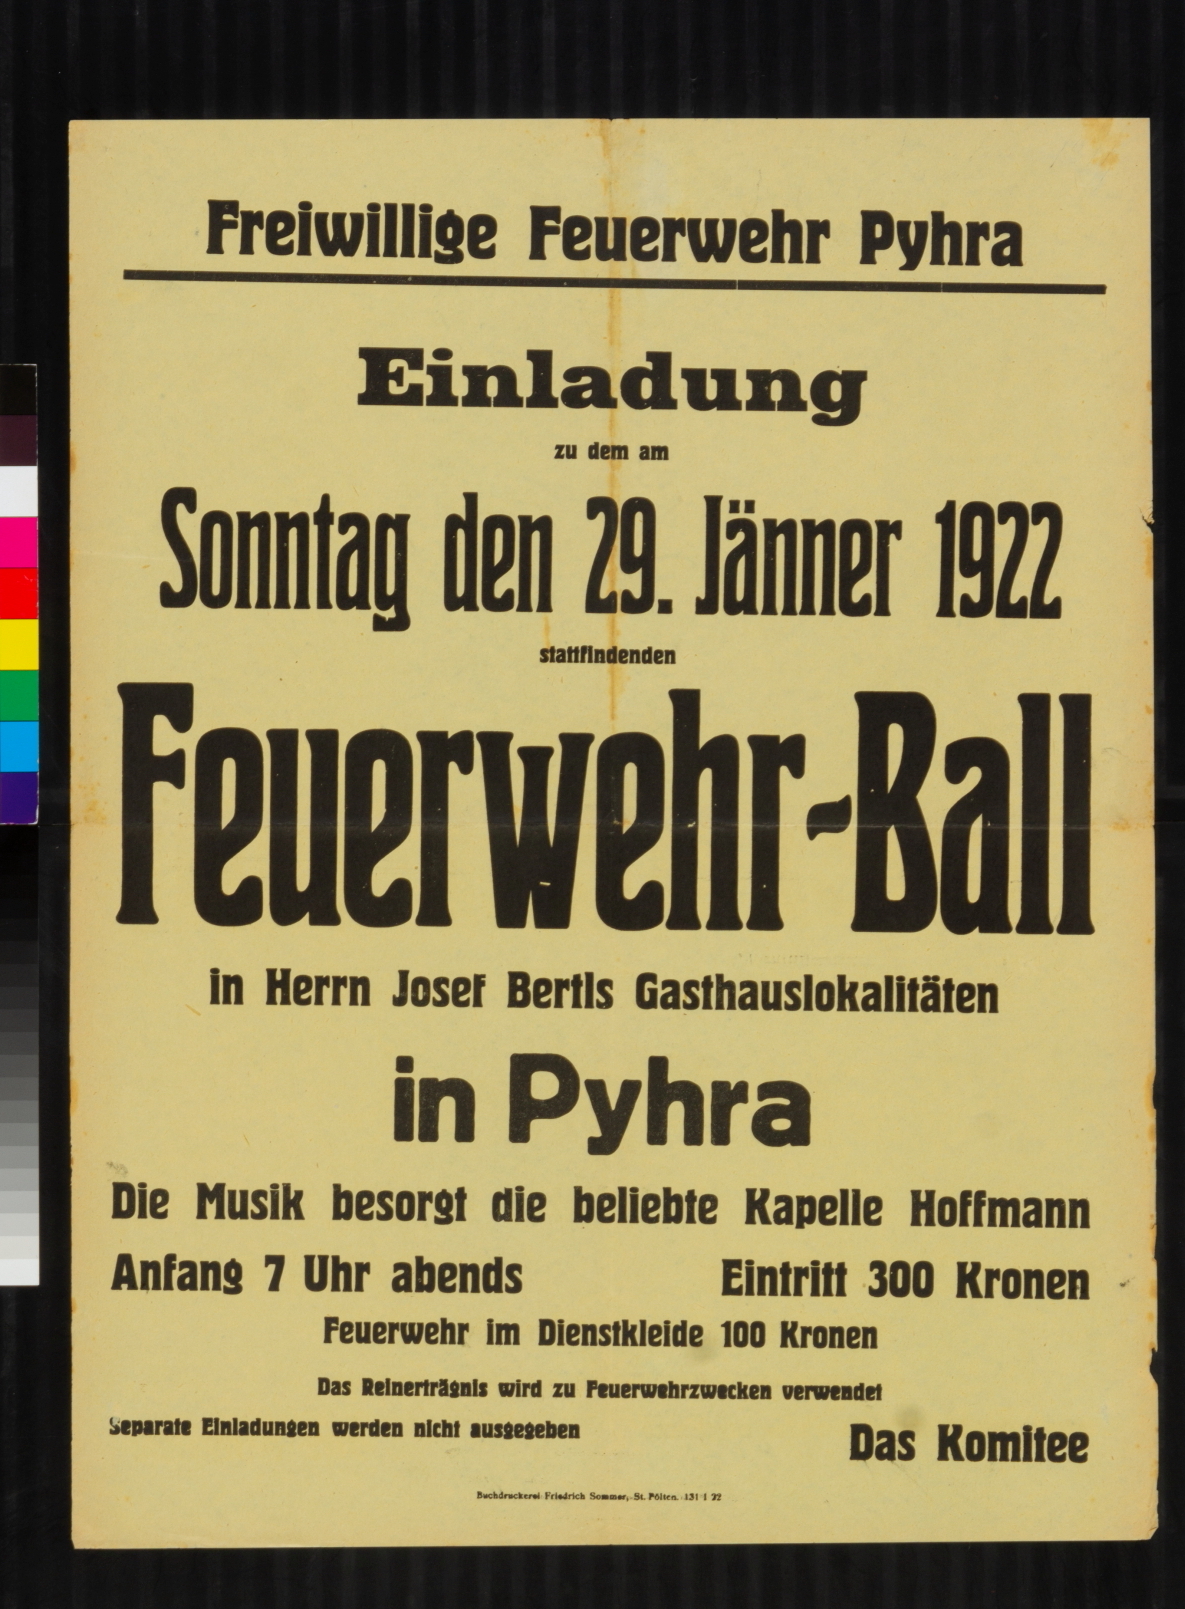 Freiwillige Feuerwehr Pyhra
Einladung
zu dem am
Sonntag den 29. Jänner 1922
stattfindenden
Feuerwehr-Ball
in Herrn Josef Bertls Gasthauslokalitäten
in Pyhra
Die Musik besorgt die beliebte Kapelle Hoffmann
Anfang 7 Uhr abends Eintritt 300 Kronen
Feuerwehr im Dienstkleide 100 Kronen
Das Reinerträgnis wird zu Feuerwehrzwecken verwendet
Separate Einladungen werden nicht ausgegeben
Das Komitee
Buchdruckerei Friedrich Sommer, St. Pölten. 131 I 22